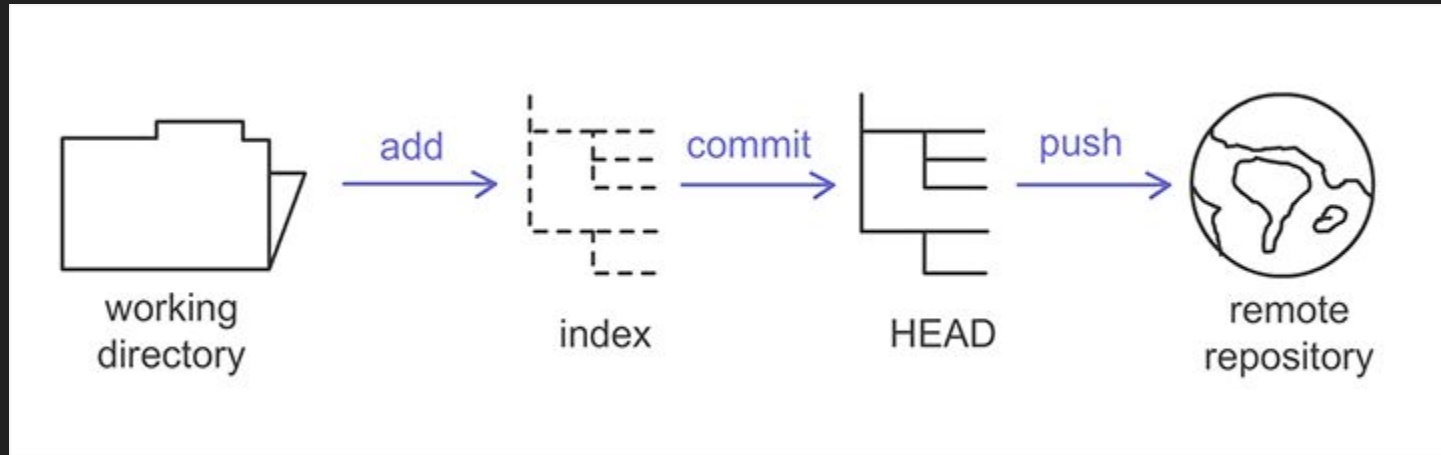 add
commit
push
working
directory
index
HEAD
remote
repository